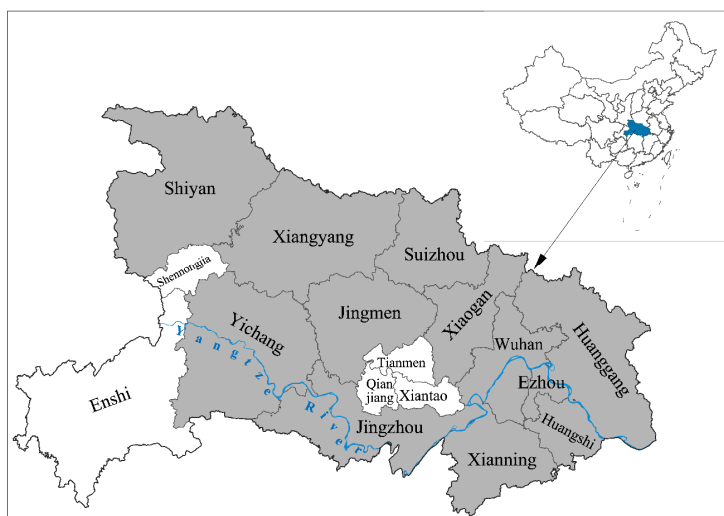 Shiyan
Xiangyang
Suizhou
Shennongjia
Jingmen
Xiaogan
Yichang
Yangtze River
Wuhan
Huanggang
Tianmen
Ezhou
Qian
jiang
Xiantao
Enshi
Jingzhou
Huangshi
Xianning